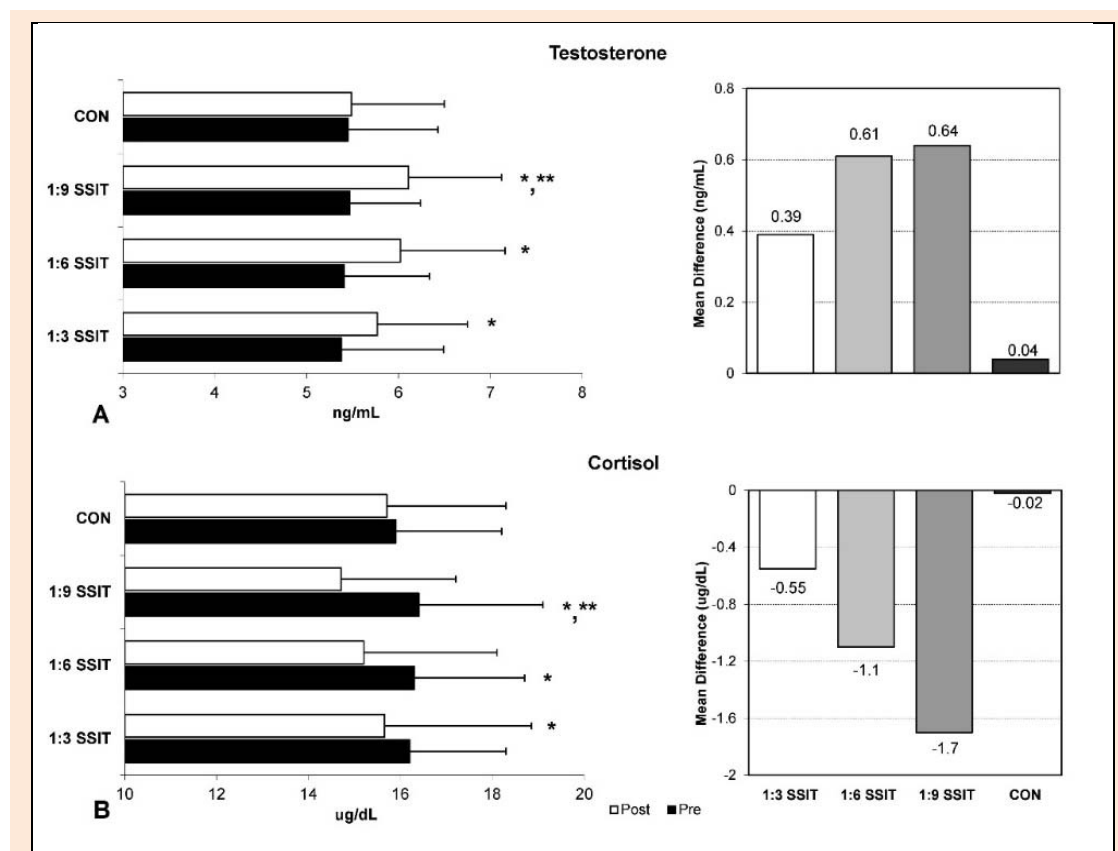 Testosterone
CON
1:9 SSIT
1:6 SSIT
1:3 SSIT
*,**
*
*
3 4 5 6 7 8
ng/mL
A
Mean Difference (ng/mL)
0.8
0.6
0.4
0.2
0
0.39
0.61
0.64
0.04
Cortisol
CON
1:9 SSIT
1:6 SSIT
1:3 SSIT
*,**
*
*
10 12 14 16 18 20
ug/dL
B
Post Pre
Mean Difference (ug/dL)
0
-0.4
-0.8
-1.2
-1.6
-2
-0.55
-1.1
-1.7
-0.02
1:3 SSIT 1:6 SSIT 1:9 SSIT CON